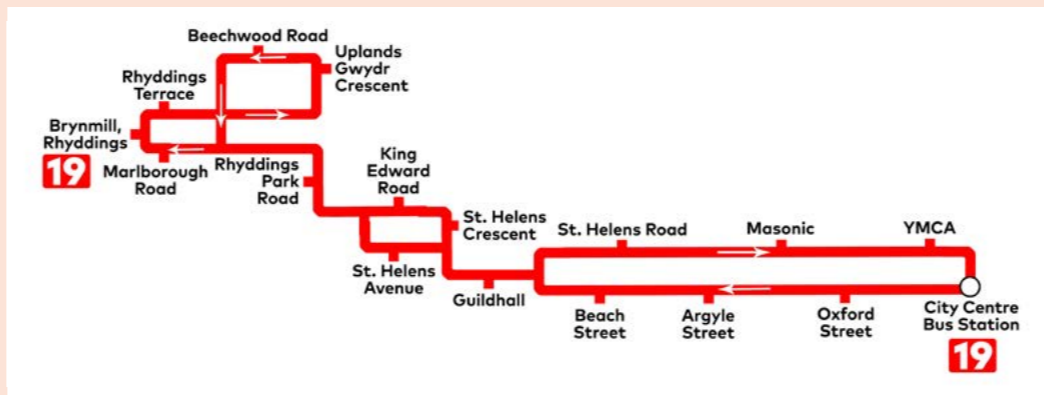 Beechwood Road
Uplands
Gwydr
Crescent
Rhyddings
Terrace
Brynmill,
Rhyddings
19
Marlborough
Road
Rhyddings
Park
Road
King
Edward
Road
St. Helens
Crescent
St. Helens
Avenue
Guildhall
St. Helens Road
Masonic
YMCA
Beach
Street
Argyle
Street
Oxford
Street
City Centre
Bus Station
19